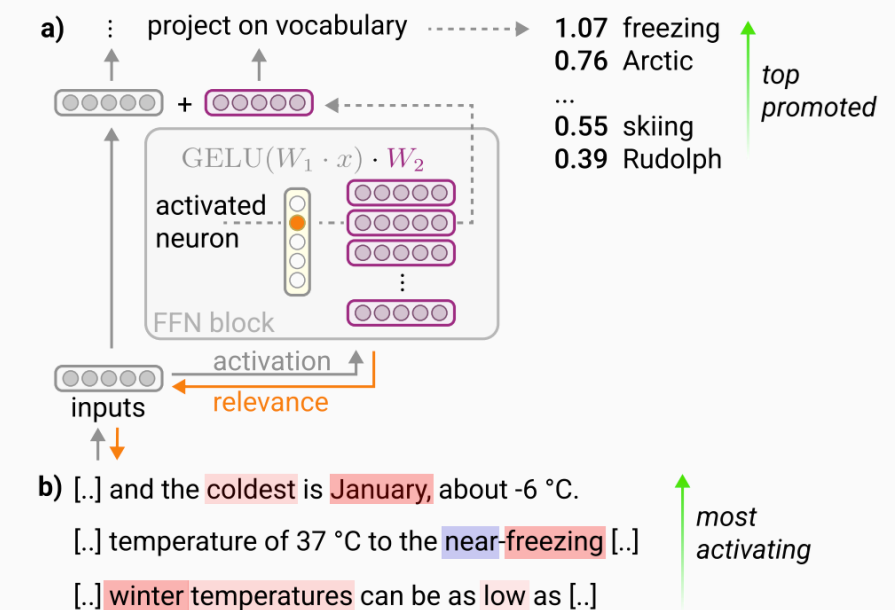 a) ⋮ project on vocabulary
1.07 freezing
0.76 Arctic
...
0.55 skiing
0.39 Rudolph
top
promoted
+
GELU(W₁ · x) · W₂
activated
neuron
⋮
FFN block
activation
relevance
inputs
b) [..] and the coldest is January, about -6 °C.
[..] temperature of 37 °C to the near-freezing [..]
[..] winter temperatures can be as low as [..]
most
activating